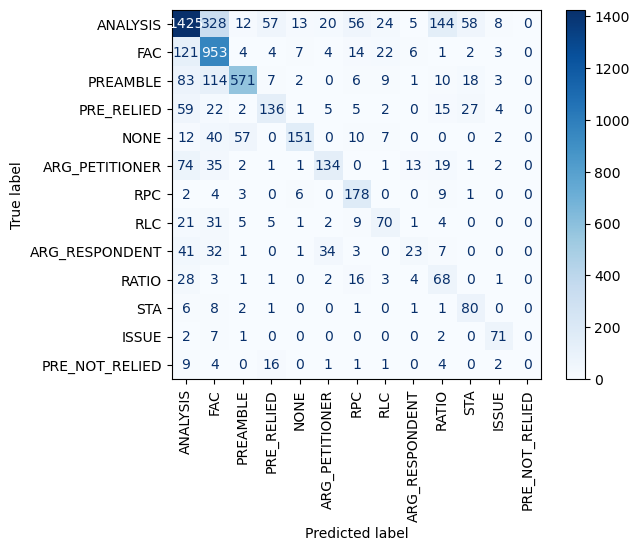 True label
ANALYSIS 1425 328 12 57 13 20 56 24 5 144 58 8 0
FAC 121 953 4 4 7 4 14 22 6 1 2 3 0
PREAMBLE 83 114 571 7 2 0 6 9 1 10 18 3 0
PRE_RELIED 59 22 2 136 1 5 5 2 0 15 27 4 0
NONE 12 40 57 0 151 0 10 7 0 0 0 2 0
ARG_PETITIONER 74 35 2 1 1 134 0 1 13 19 1 2 0
RPC 2 4 3 0 6 0 178 0 0 9 1 0 0
RLC 21 31 5 5 1 2 9 70 1 4 0 0 0
ARG_RESPONDENT 41 32 1 0 1 34 3 0 23 7 0 0 0
RATIO 28 3 1 1 0 2 16 3 4 68 0 1 0
STA 6 8 2 1 0 0 0 1 1 1 80 0 0
ISSUE 2 7 1 0 0 0 0 0 0 2 0 71 0
PRE_NOT_RELIED 9 4 0 16 0 1 1 1 0 4 0 2 0
ANALYSIS
FAC
PREAMBLE
PRE_RELIED
NONE
ARG_PETITIONER
RPC
RLC
ARG_RESPONDENT
RATIO
STA
ISSUE
PRE_NOT_RELIED
Predicted label
1400
1200
1000
800
600
400
200
0